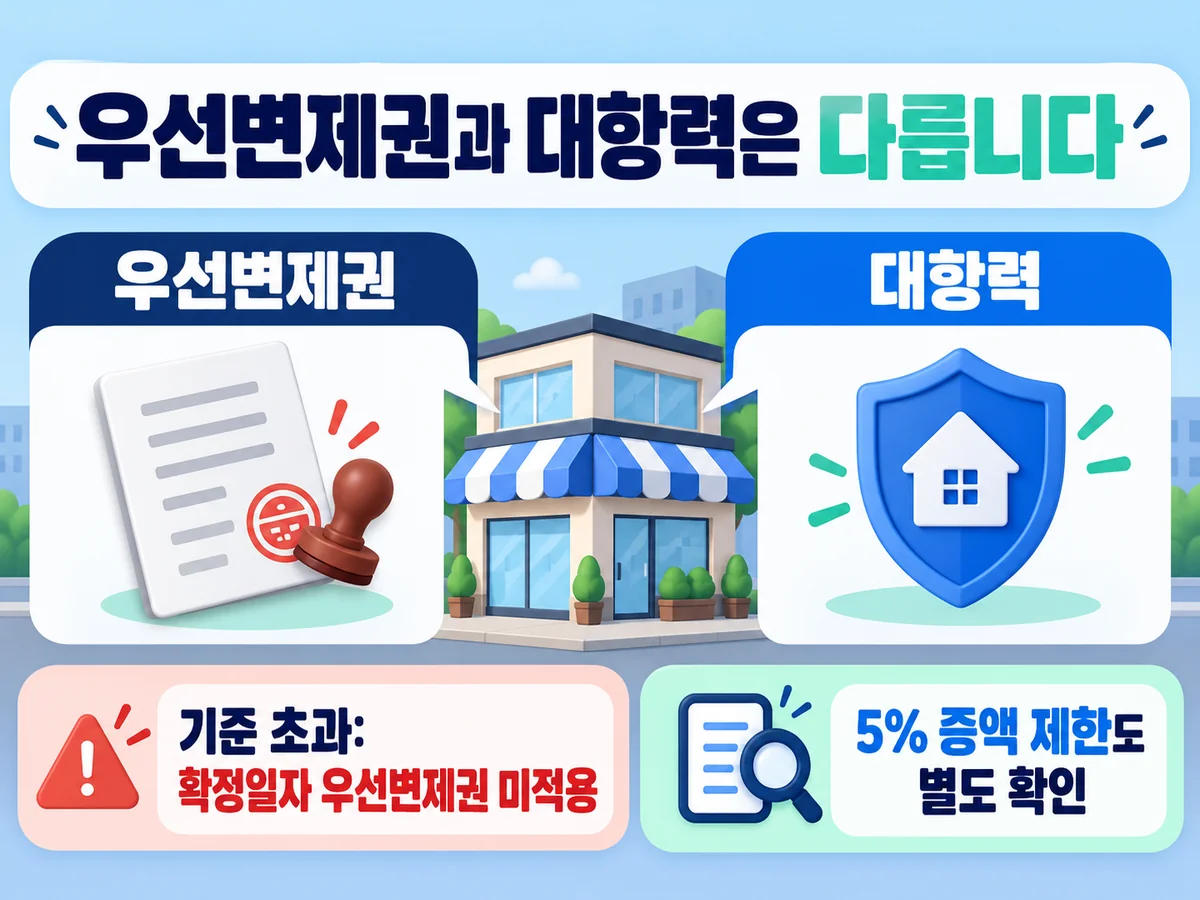 우선변제권과 대항력은 다릅니다
우선변제권
대항력
기준 초과:
확정일자 우선변제권 미적용
5% 증액 제한도
별도 확인